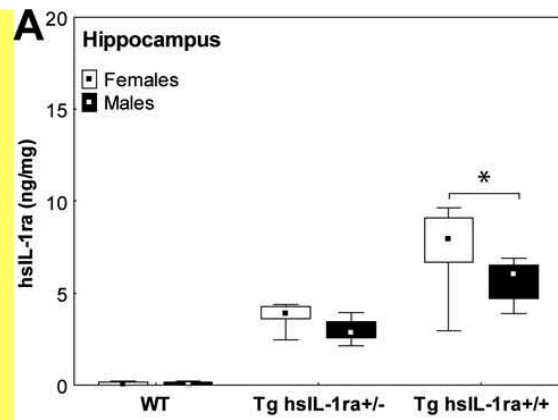 A
20
Hippocampus
Females
Males
15
hsIL-1ra (ng/mg)
10
*
5
0
WT Tg hsIL-1ra+/- Tg hsIL-1ra+/+